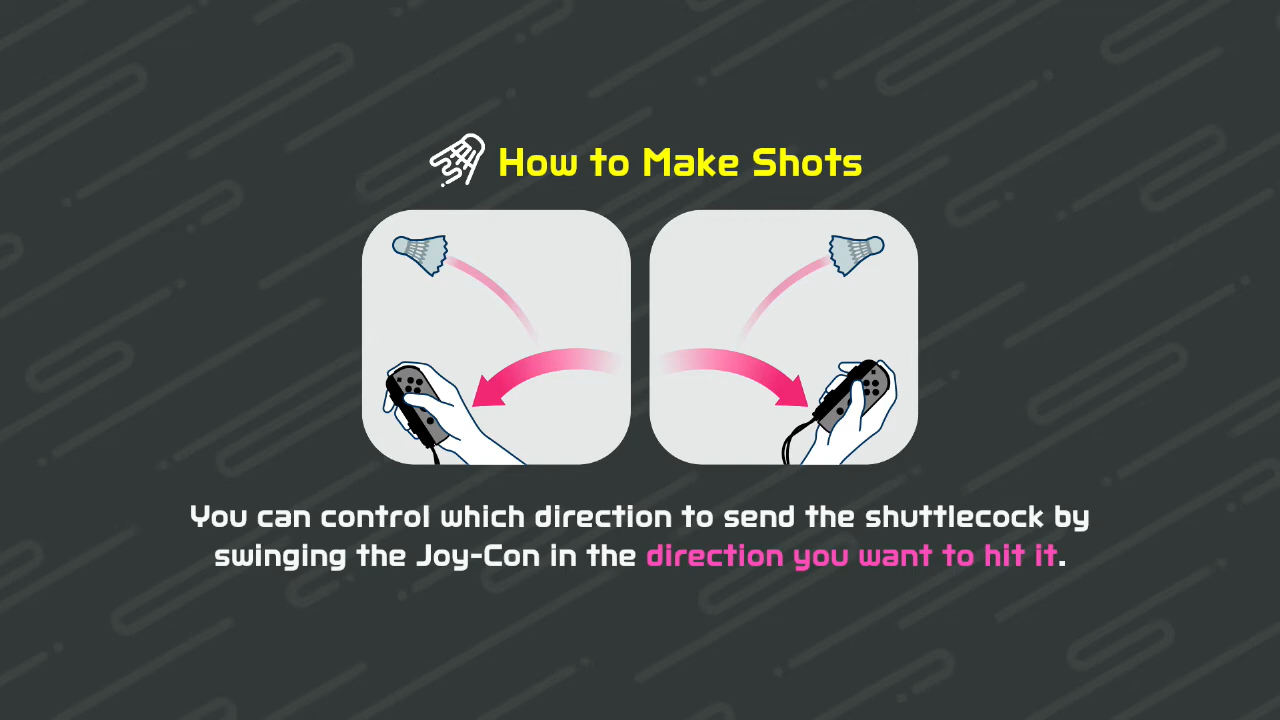 How to Make Shots
You can control which direction to send the shuttlecock by
swinging the Joy-Con in the direction you want to hit it.